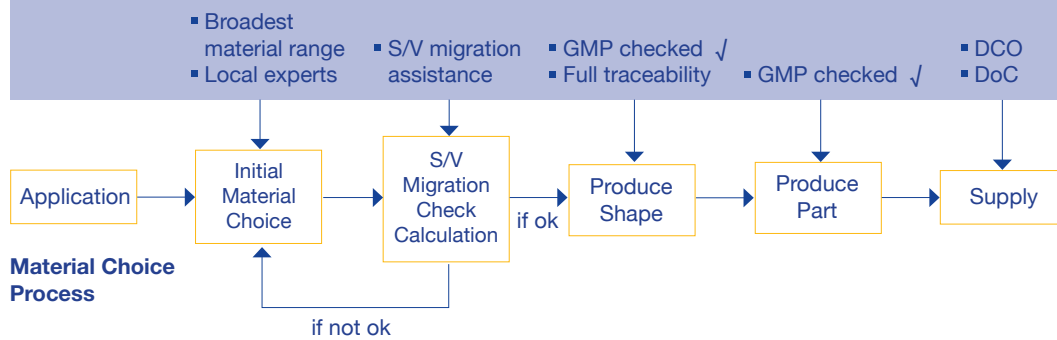 ▪ Broadest
material range
▪ Local experts
▪ S/V migration
assistance
▪ GMP checked √
▪ Full traceability
▪ GMP checked √
▪ DCO
▪ DoC
Application
Initial
Material
Choice
S/V
Migration
Check
Calculation
if ok
Produce
Shape
Produce
Part
Supply
Material Choice
Process
if not ok